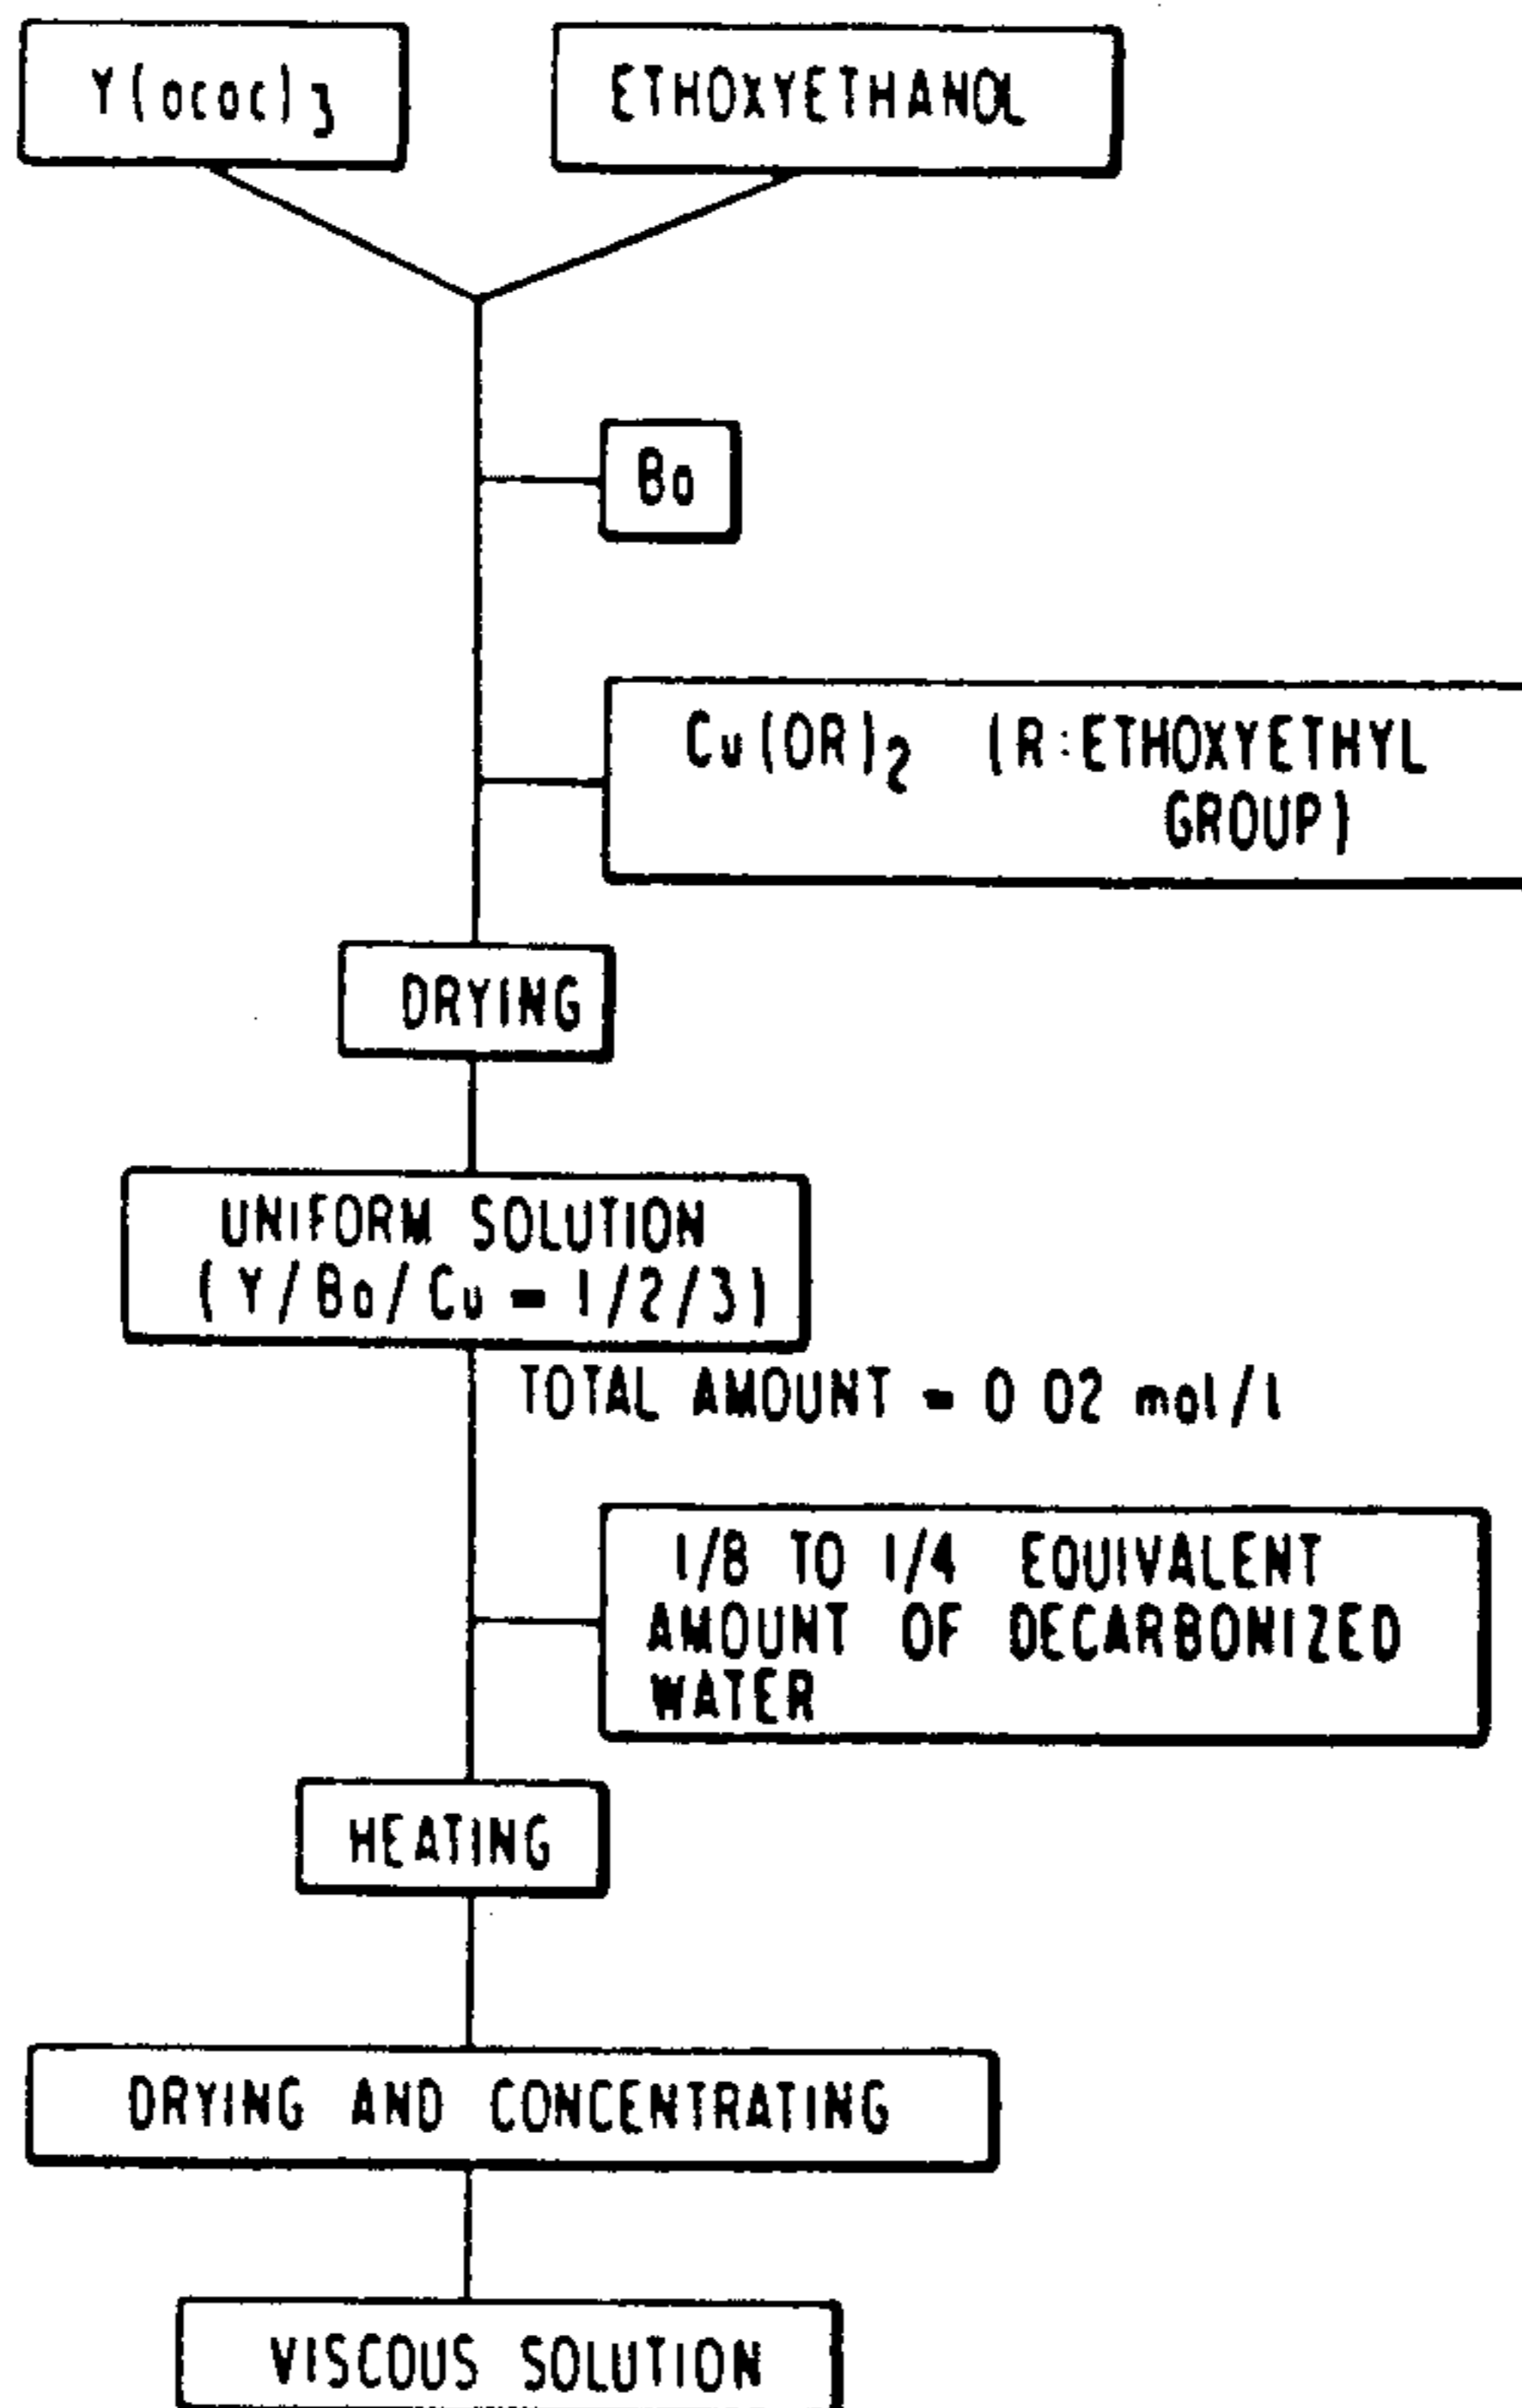 Y(ococ)3
ETHOXYETHANOL
Ba
Cu(OR)2 (R:ETHOXYETHYL
GROUP)
DRYING
UNIFORM SOLUTION
(Y/Ba/Cu = 1/2/3)
TOTAL AMOUNT = 0 02 mol/l
1/8 TO 1/4 EQUIVALENT
AMOUNT OF DECARBONIZED
WATER
HEATING
DRYING AND CONCENTRATING
VISCOUS SOLUTION